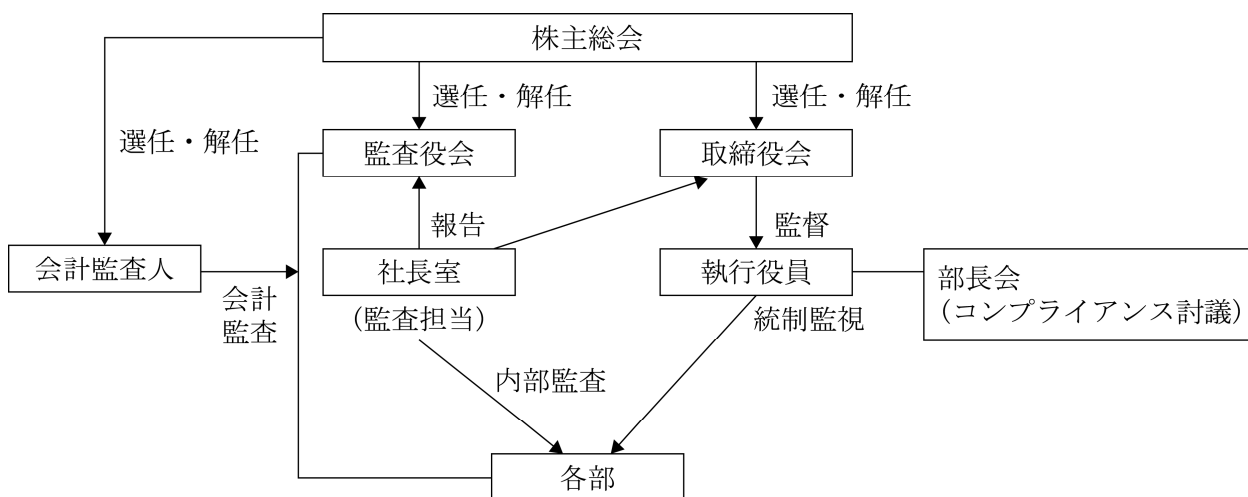 株主総会
選任・解任
選任・解任
選任・解任
監査役会
取締役会
報告
監督
会計監査人
社長室
執行役員
部長会
（コンプライアンス討議）
会計
監査
（監査担当）
統制監視
内部監査
各部